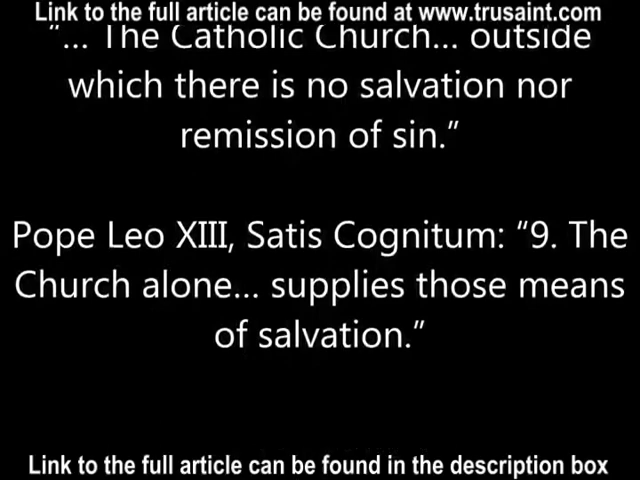 Link to the full article can be found at www.trusaint.com
“... The Catholic Church... outside
which there is no salvation nor
remission of sin.”
Pope Leo XIII, Satis Cognitum: “9. The
Church alone... supplies those means
of salvation.”
Link to the full article can be found in the description box